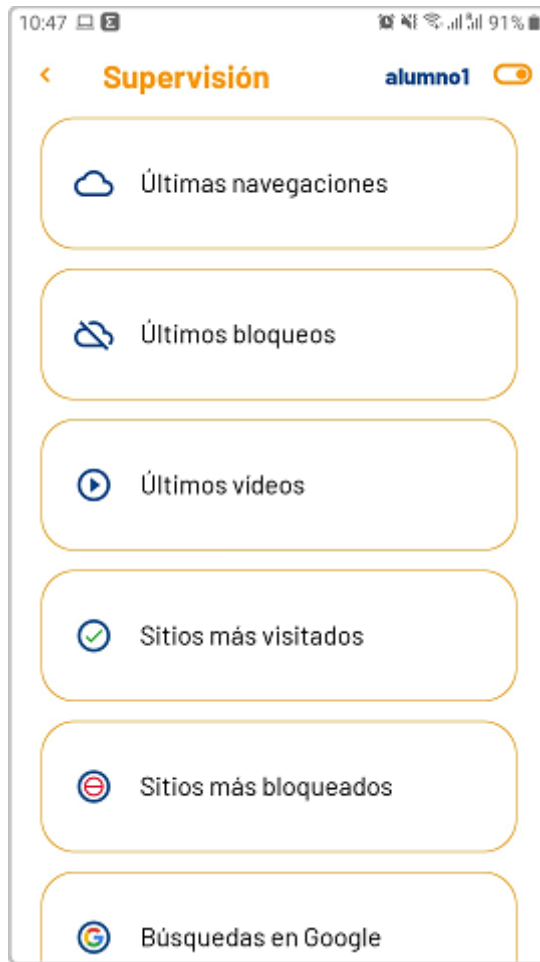 10:47 91%
Supervisión alumno1
Últimas navegaciones
Últimos bloqueos
Últimos vídeos
Sitios más visitados
Sitios más bloqueados
Búsquedas en Google